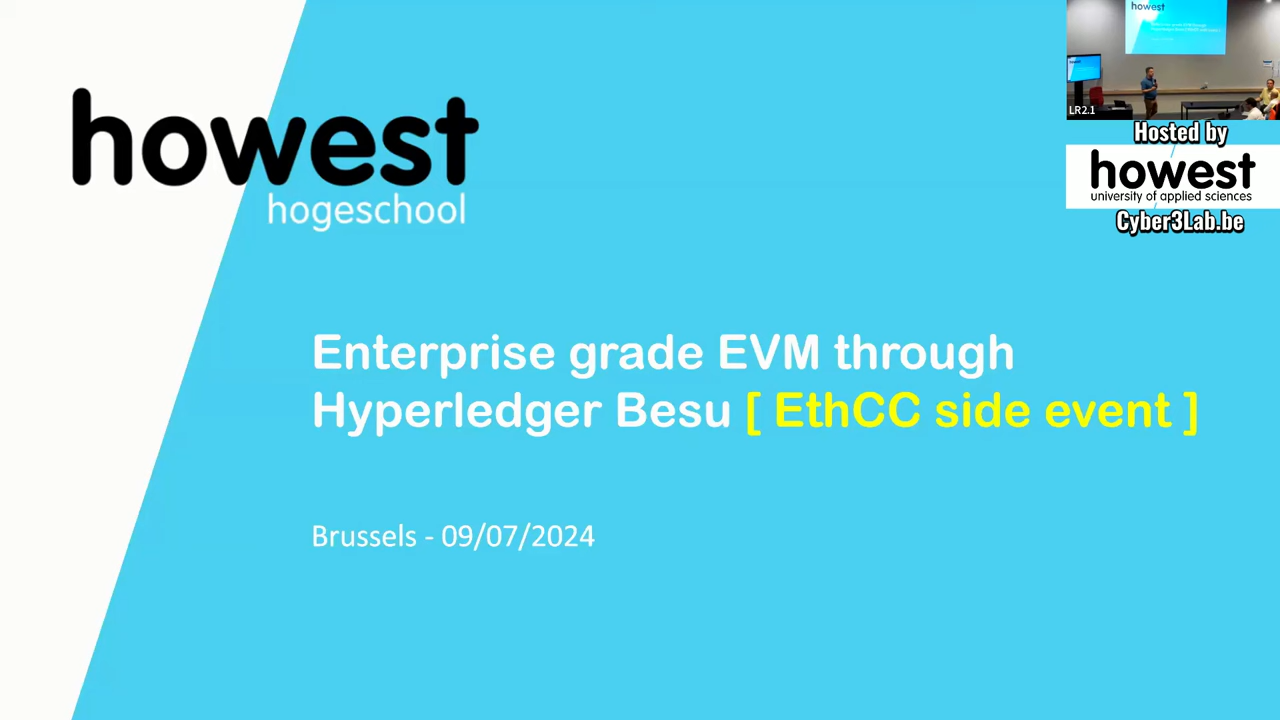 howest
hogeschool
Enterprise grade EVM through
Hyperledger Besu [ EthCC side event ]
Brussels - 09/07/2024
howest
LR2.1
Hosted by
howest
university of applied sciences
Cyber3Lab.be